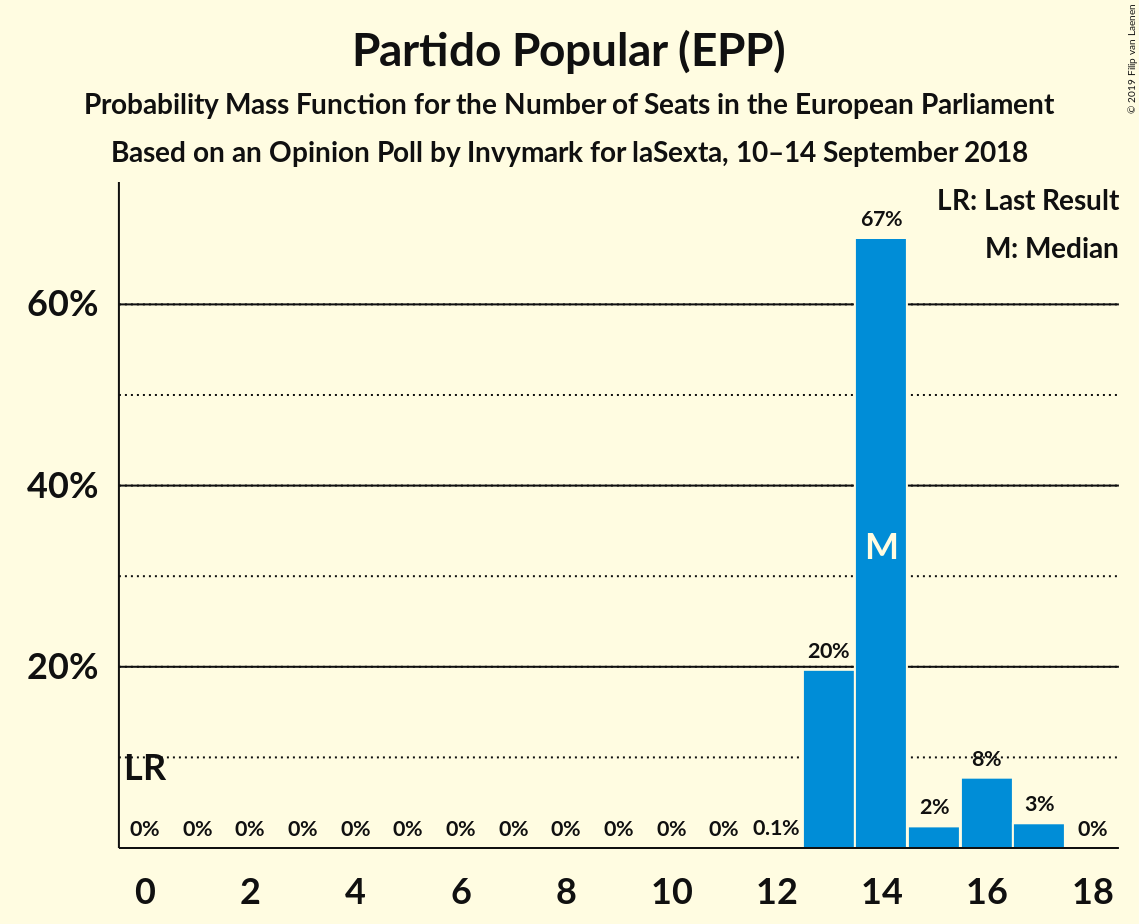 Partido Popular (EPP)
Probability Mass Function for the Number of Seats in the European Parliament
Based on an Opinion Poll by Invymark for laSexta, 10–14 September 2018
© 2019 Filip van Laenen
LR: Last Result
M: Median
60%
40%
20%
67%
M
20%
LR
0% 0% 0% 0% 0% 0% 0% 0% 0% 0% 0% 0% 0.1% 2% 8% 3% 0%
0 2 4 6 8 10 12 14 16 18